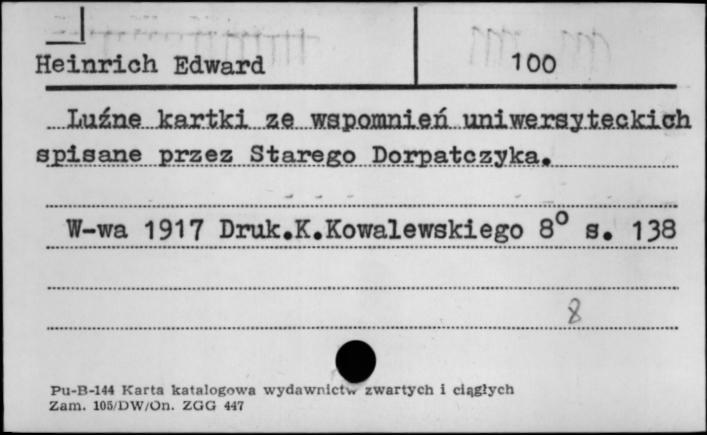 Heinrich Edward 100
Luźne kartki ze wspomnień uniwersyteckich
spisane przez Starego Dorpatczyka.
W-wa 1917 Druk.K.Kowalewskiego 8° s. 138
8
Pu-B-144 Karta katalogowa wydawnictw zwartych i ciągłych
Zam. 105/DW/On. ZGG 447